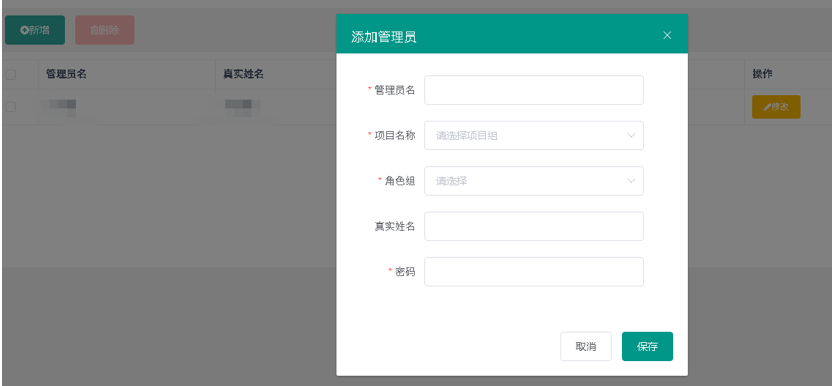 新增 删除
添加管理员
管理员名 真实姓名 操作
* 管理员名
修改
* 项目名称 请选择项目组
* 角色组 请选择
真实姓名
* 密码
取消 保存